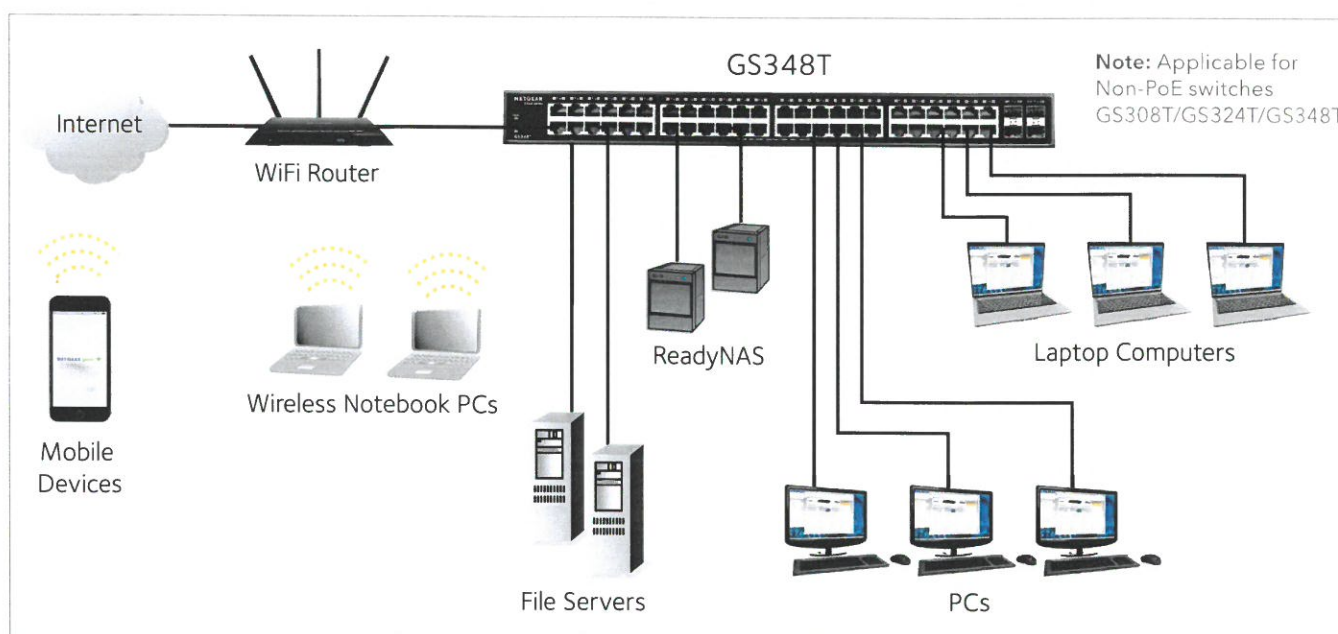 GS348T
Note: Applicable for
Non-PoE switches
GS308T/GS324T/GS348T
NETGEAR
Internet
WiFi Router
ReadyNAS
Laptop Computers
Wireless Notebook PCs
Mobile
Devices
File Servers
PCs